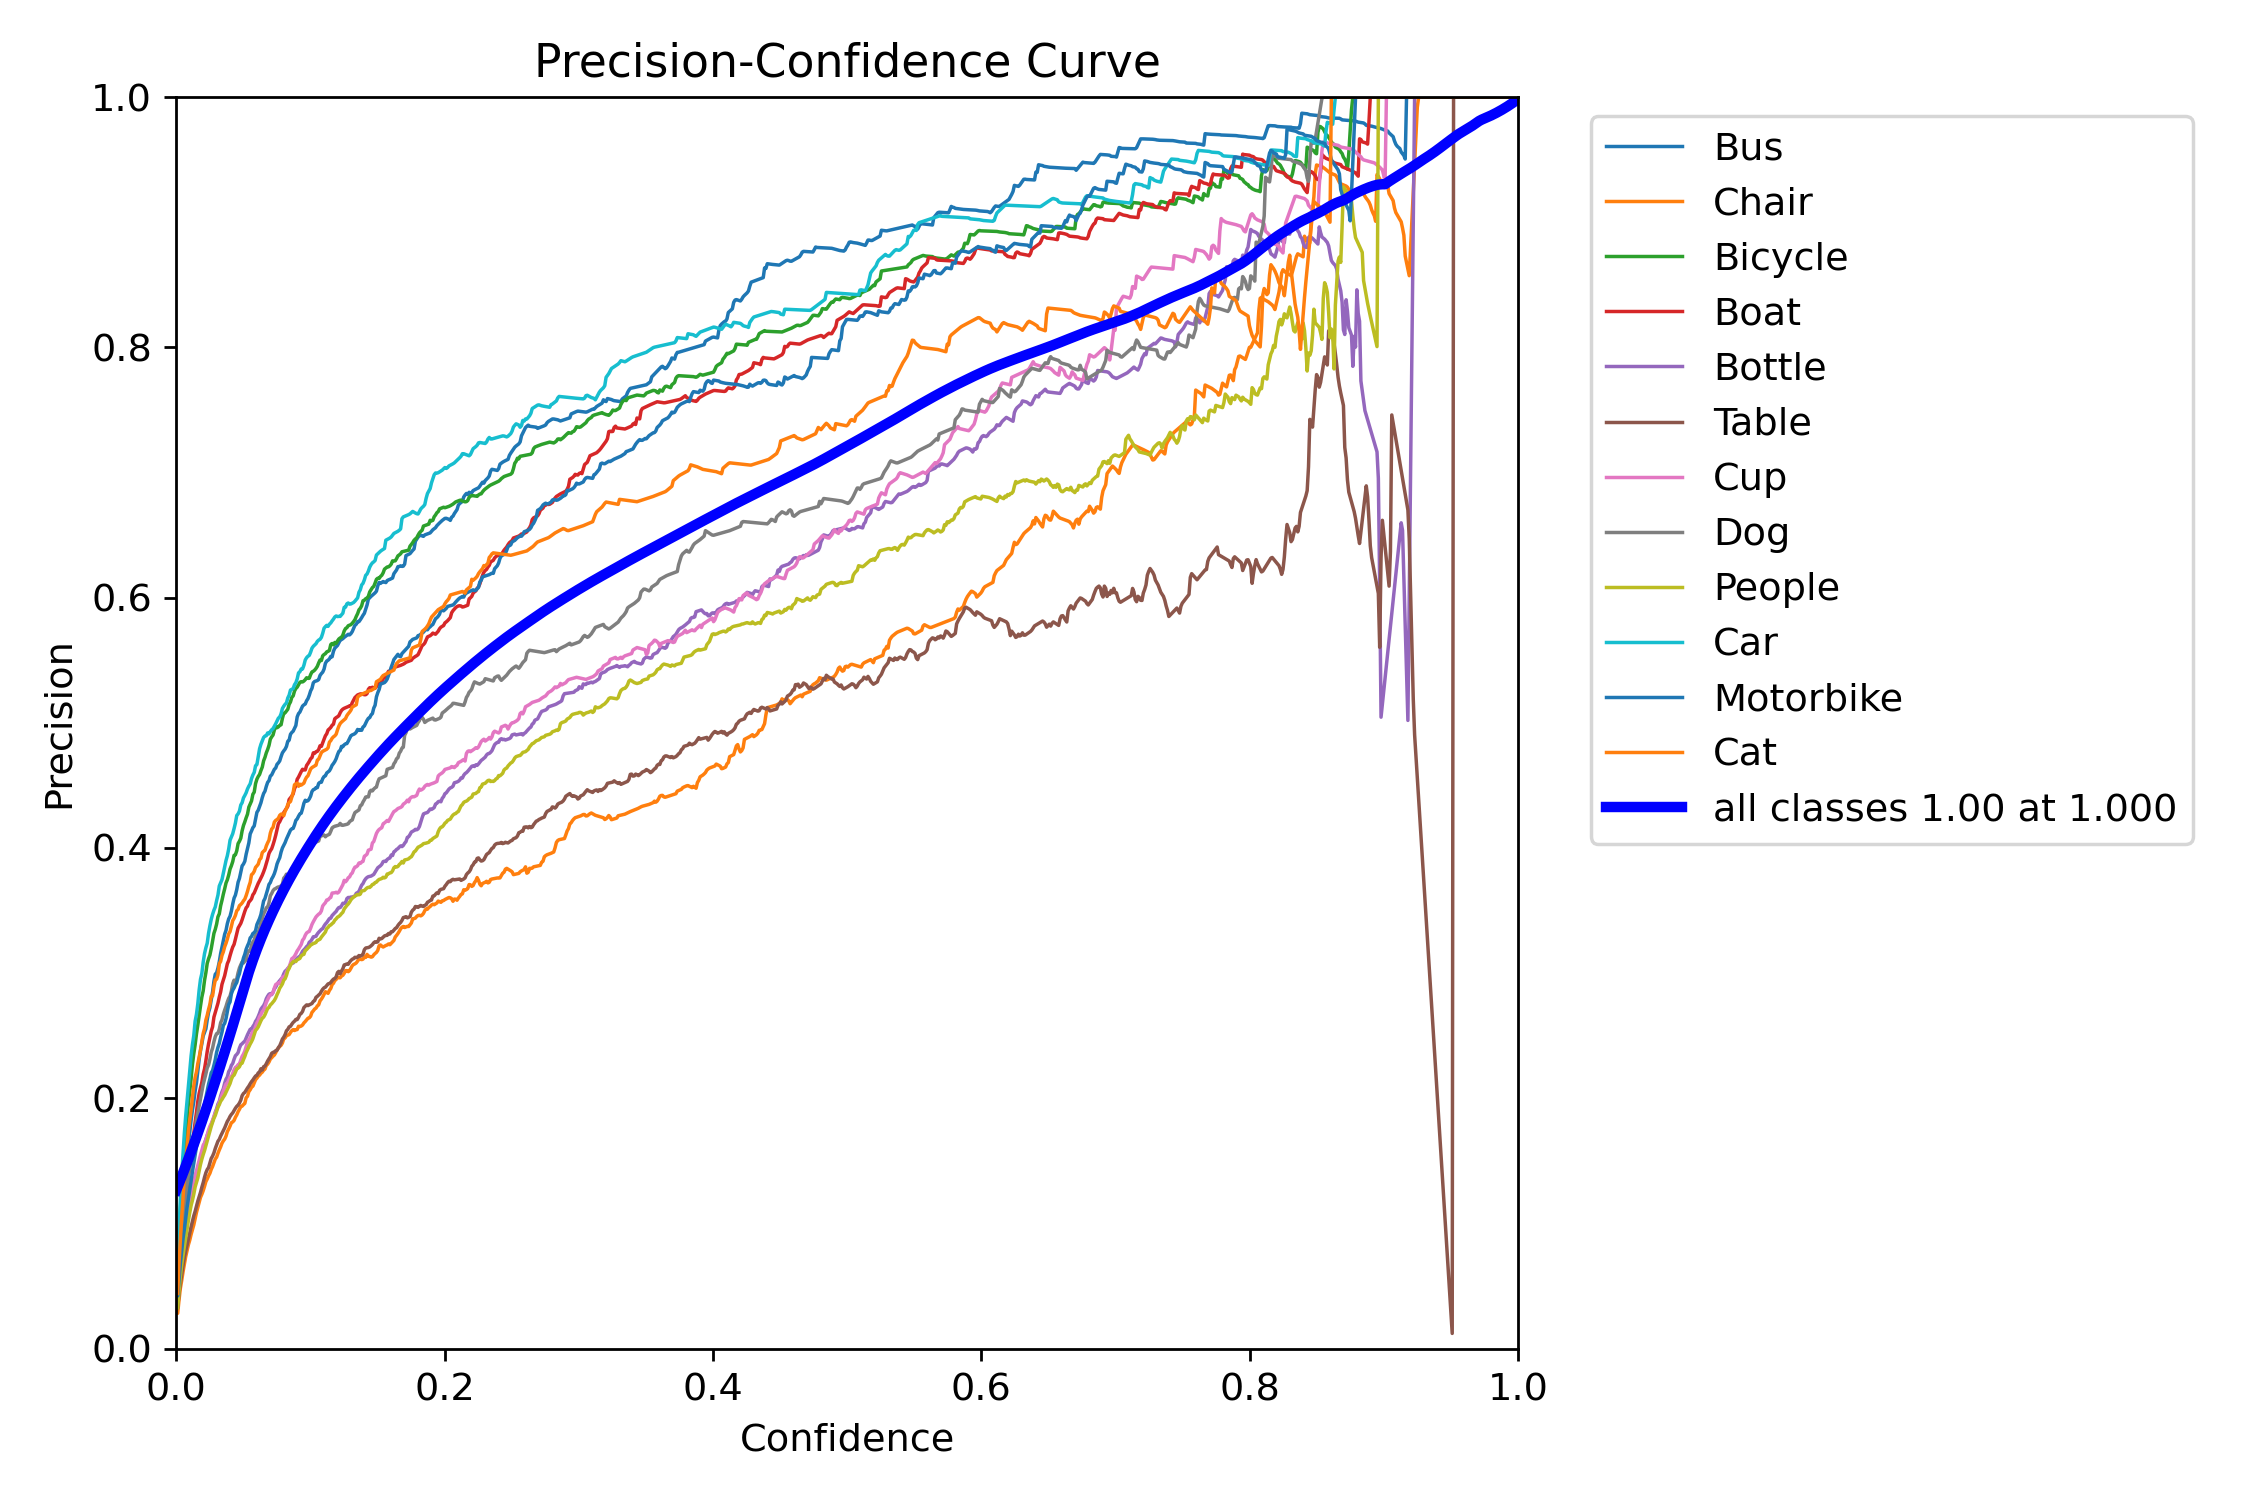 Precision-Confidence Curve
1.0
0.8
0.6
0.4
0.2
0.0
Precision
0.0 0.2 0.4 0.6 0.8 1.0
Confidence
Bus
Chair
Bicycle
Boat
Bottle
Table
Cup
Dog
People
Car
Motorbike
Cat
all classes 1.00 at 1.000